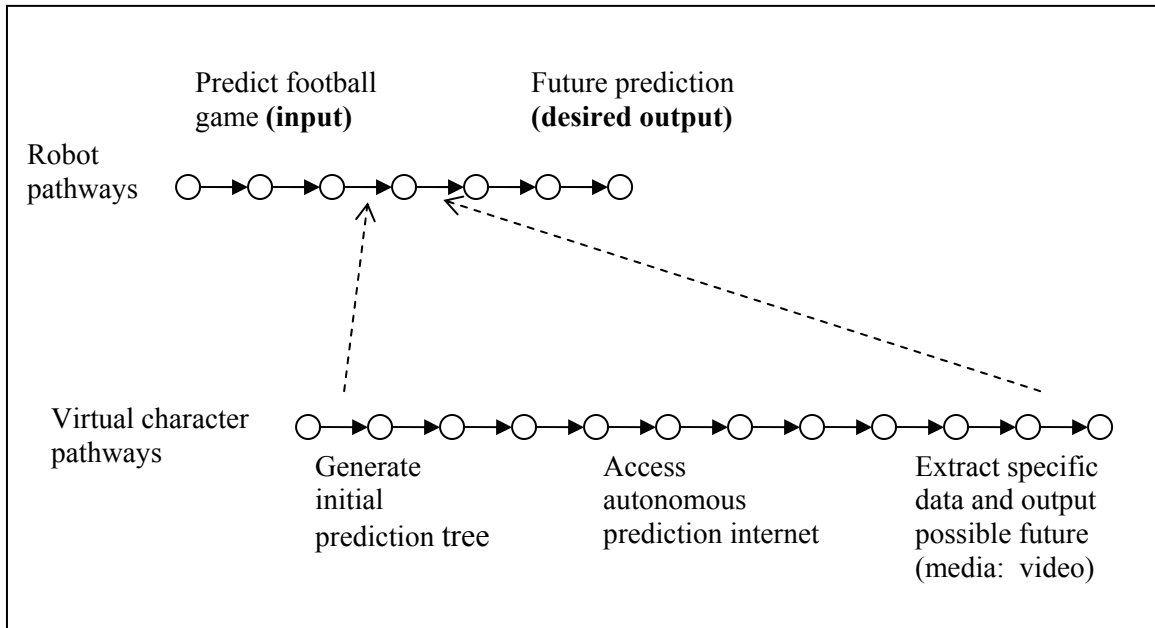 Predict football
game (input)
Future prediction
(desired output)
Robot
pathways
Virtual character
pathways
Generate
initial
prediction tree
Access
autonomous
prediction internet
Extract specific
data and output
possible future
(media: video)